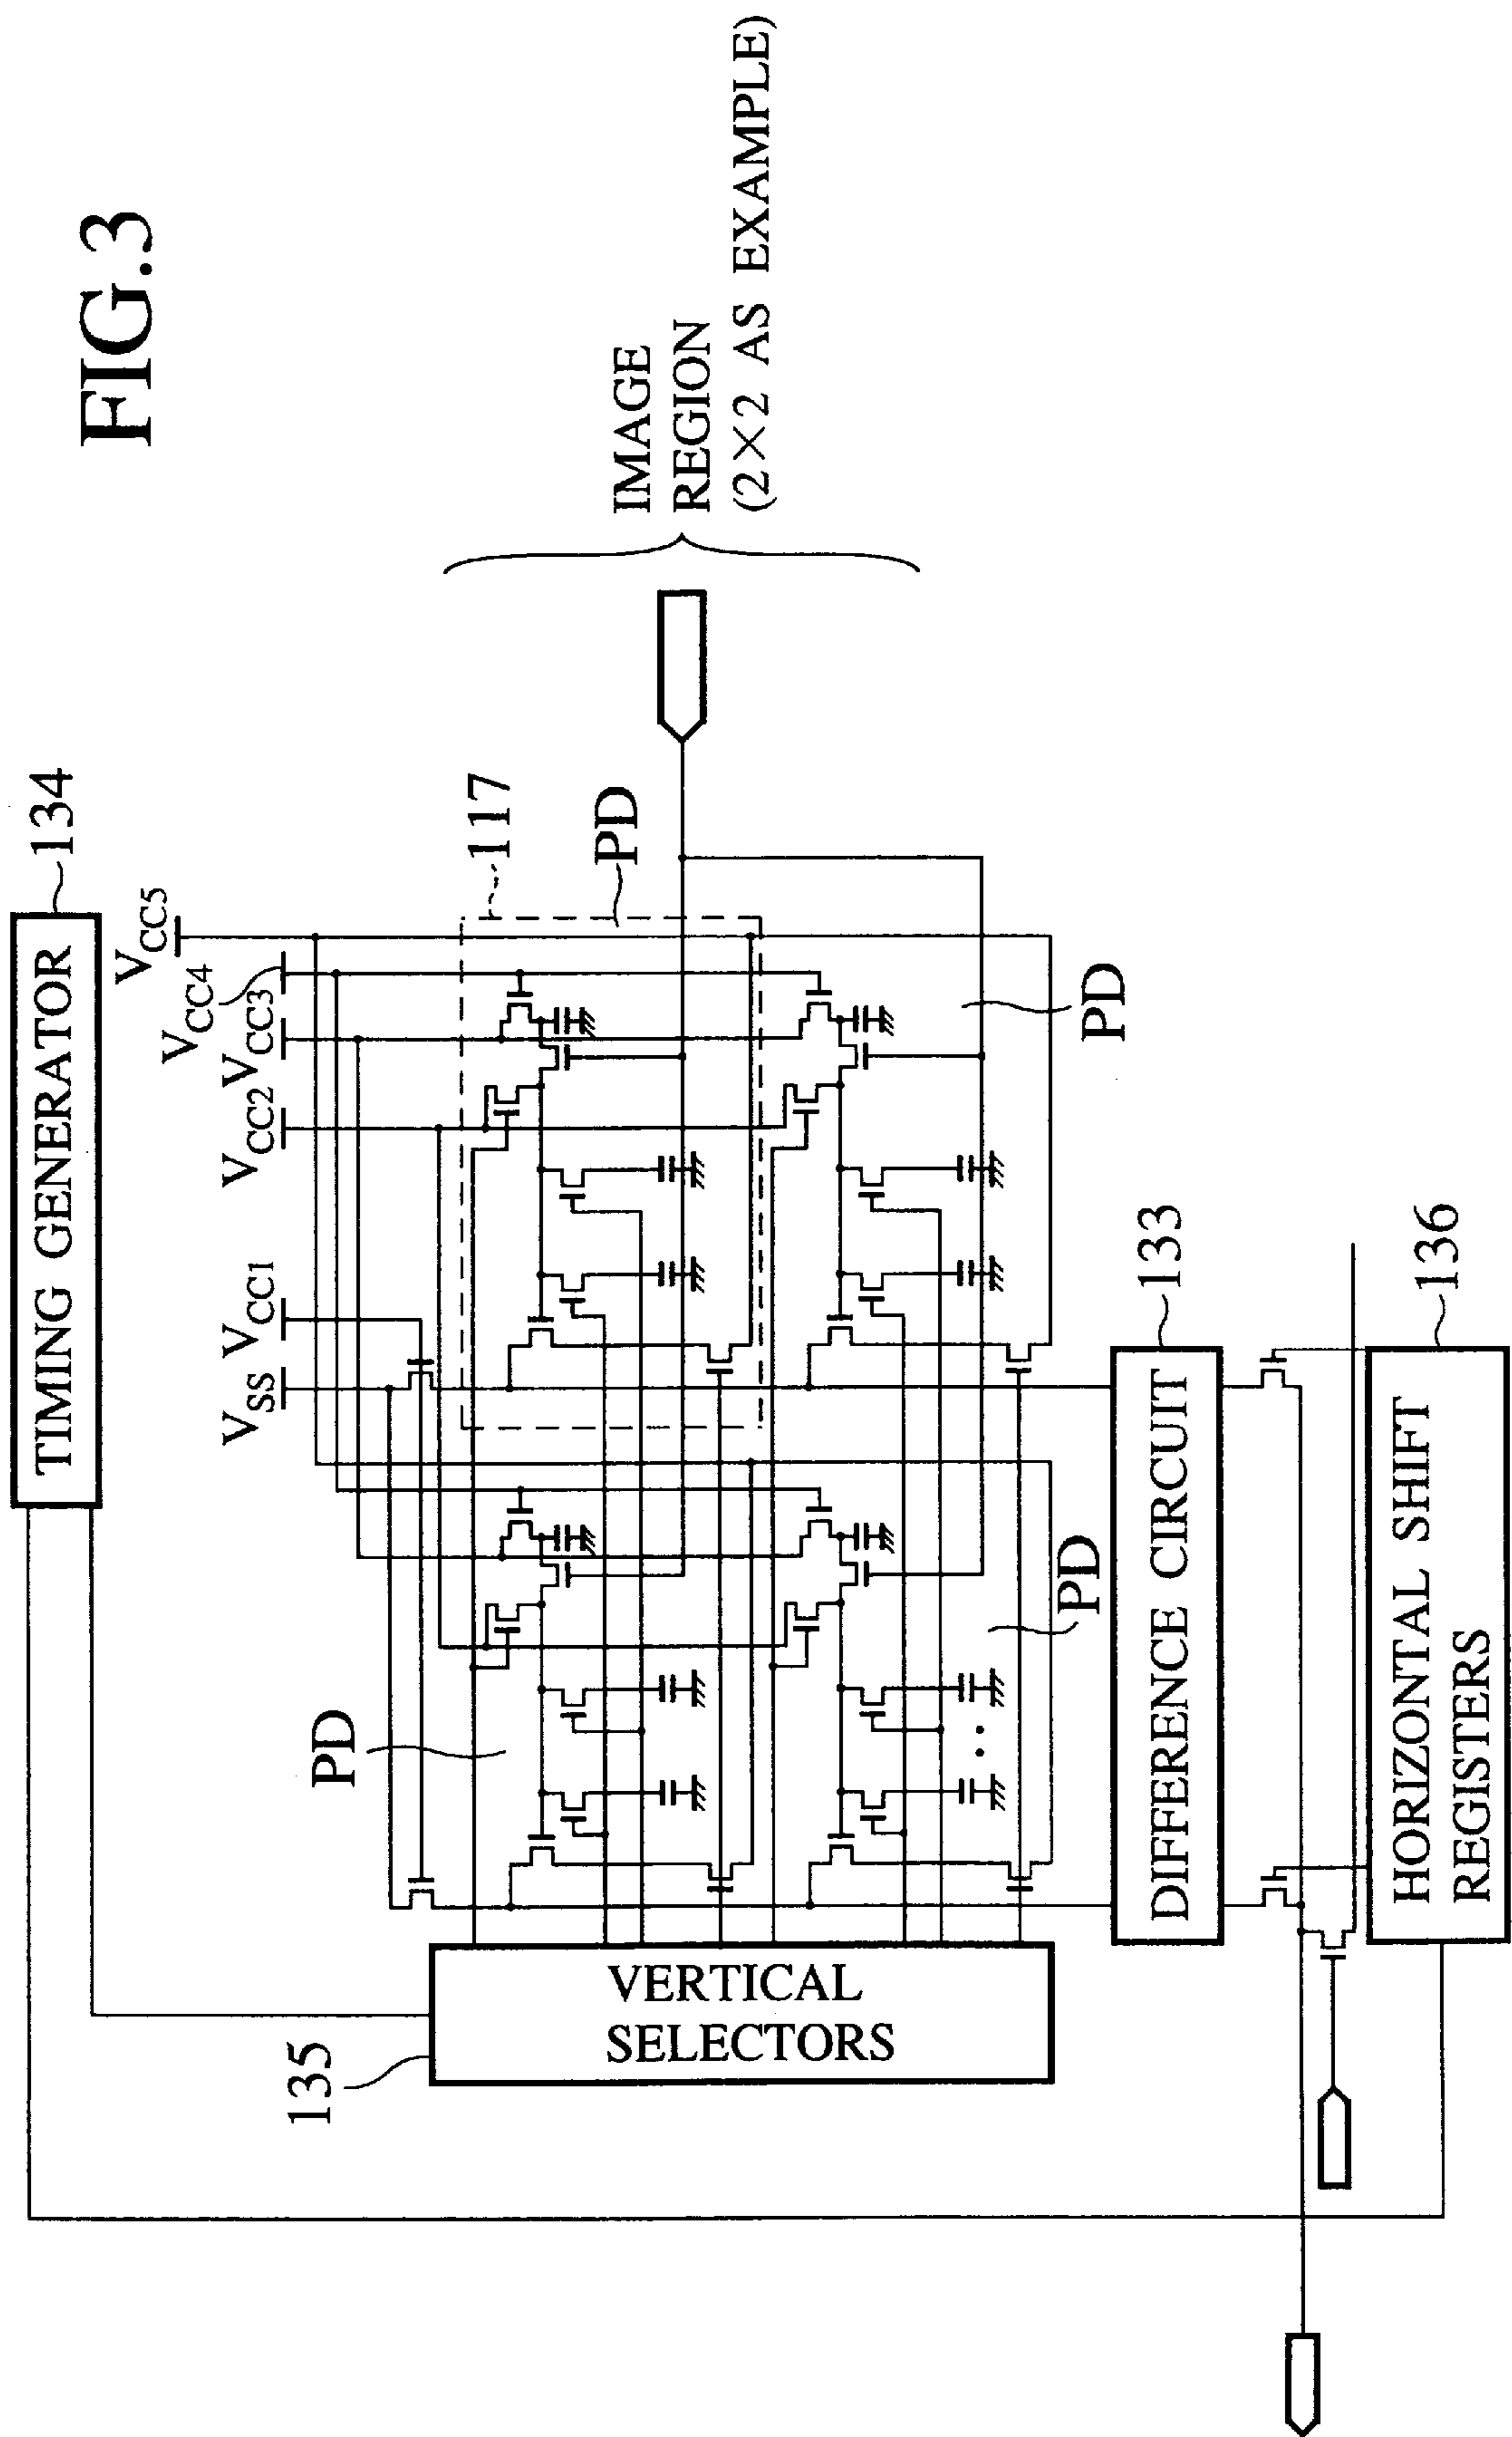 FIG.3
TIMING GENERATOR
134
VSS
VCC1
VCC2
VCC3
VCC4
VCC5
117
PD
PD
PD
PD
IMAGE
REGION
(2×2 AS EXAMPLE)
135
VERTICAL
SELECTORS
DIFFERENCE CIRCUIT
133
HORIZONTAL SHIFT
REGISTERS
136